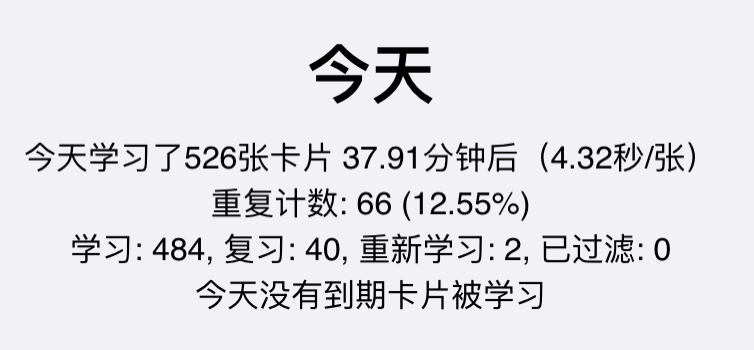 今天
今天学习了526张卡片 37.91分钟后（4.32秒/张）
重复计数: 66 (12.55%)
学习: 484, 复习: 40, 重新学习: 2, 已过滤: 0
今天没有到期卡片被学习